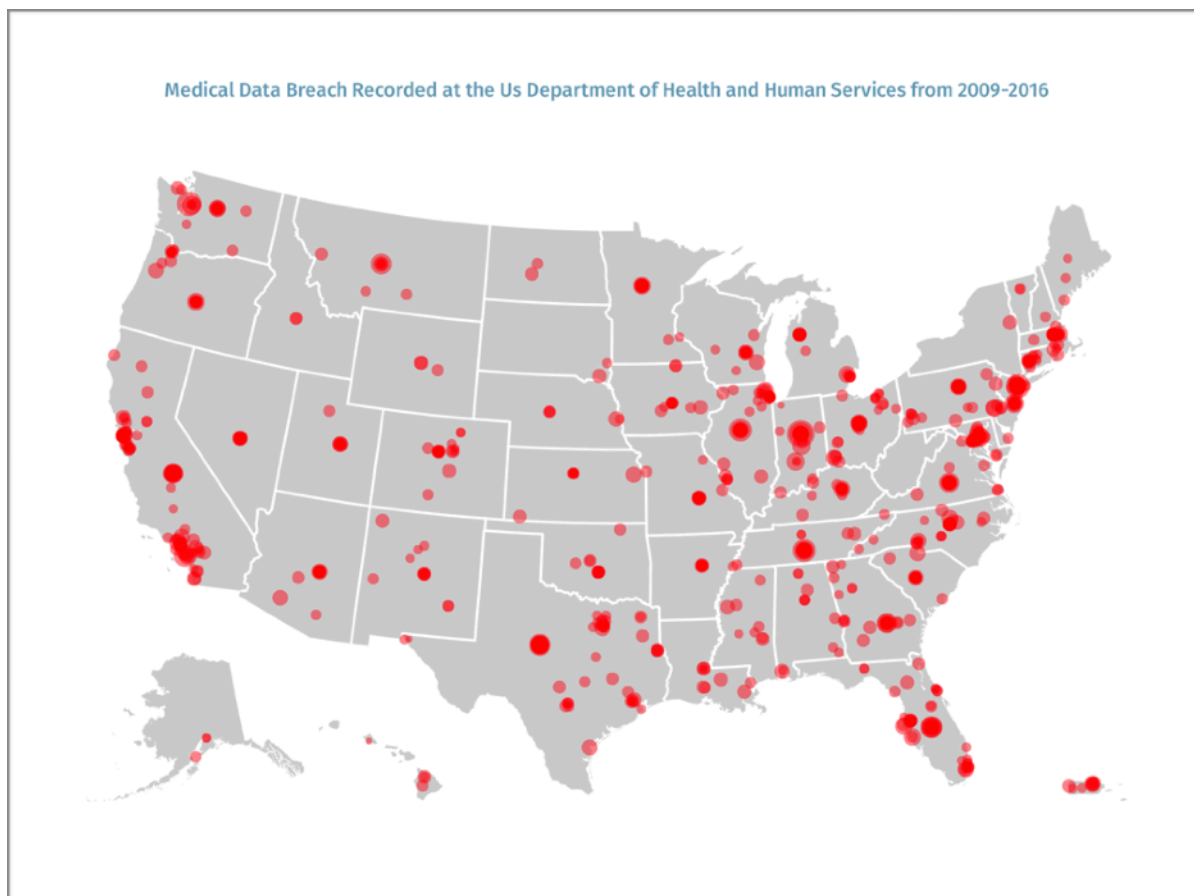 Medical Data Breach Recorded at the Us Department of Health and Human Services from 2009-2016